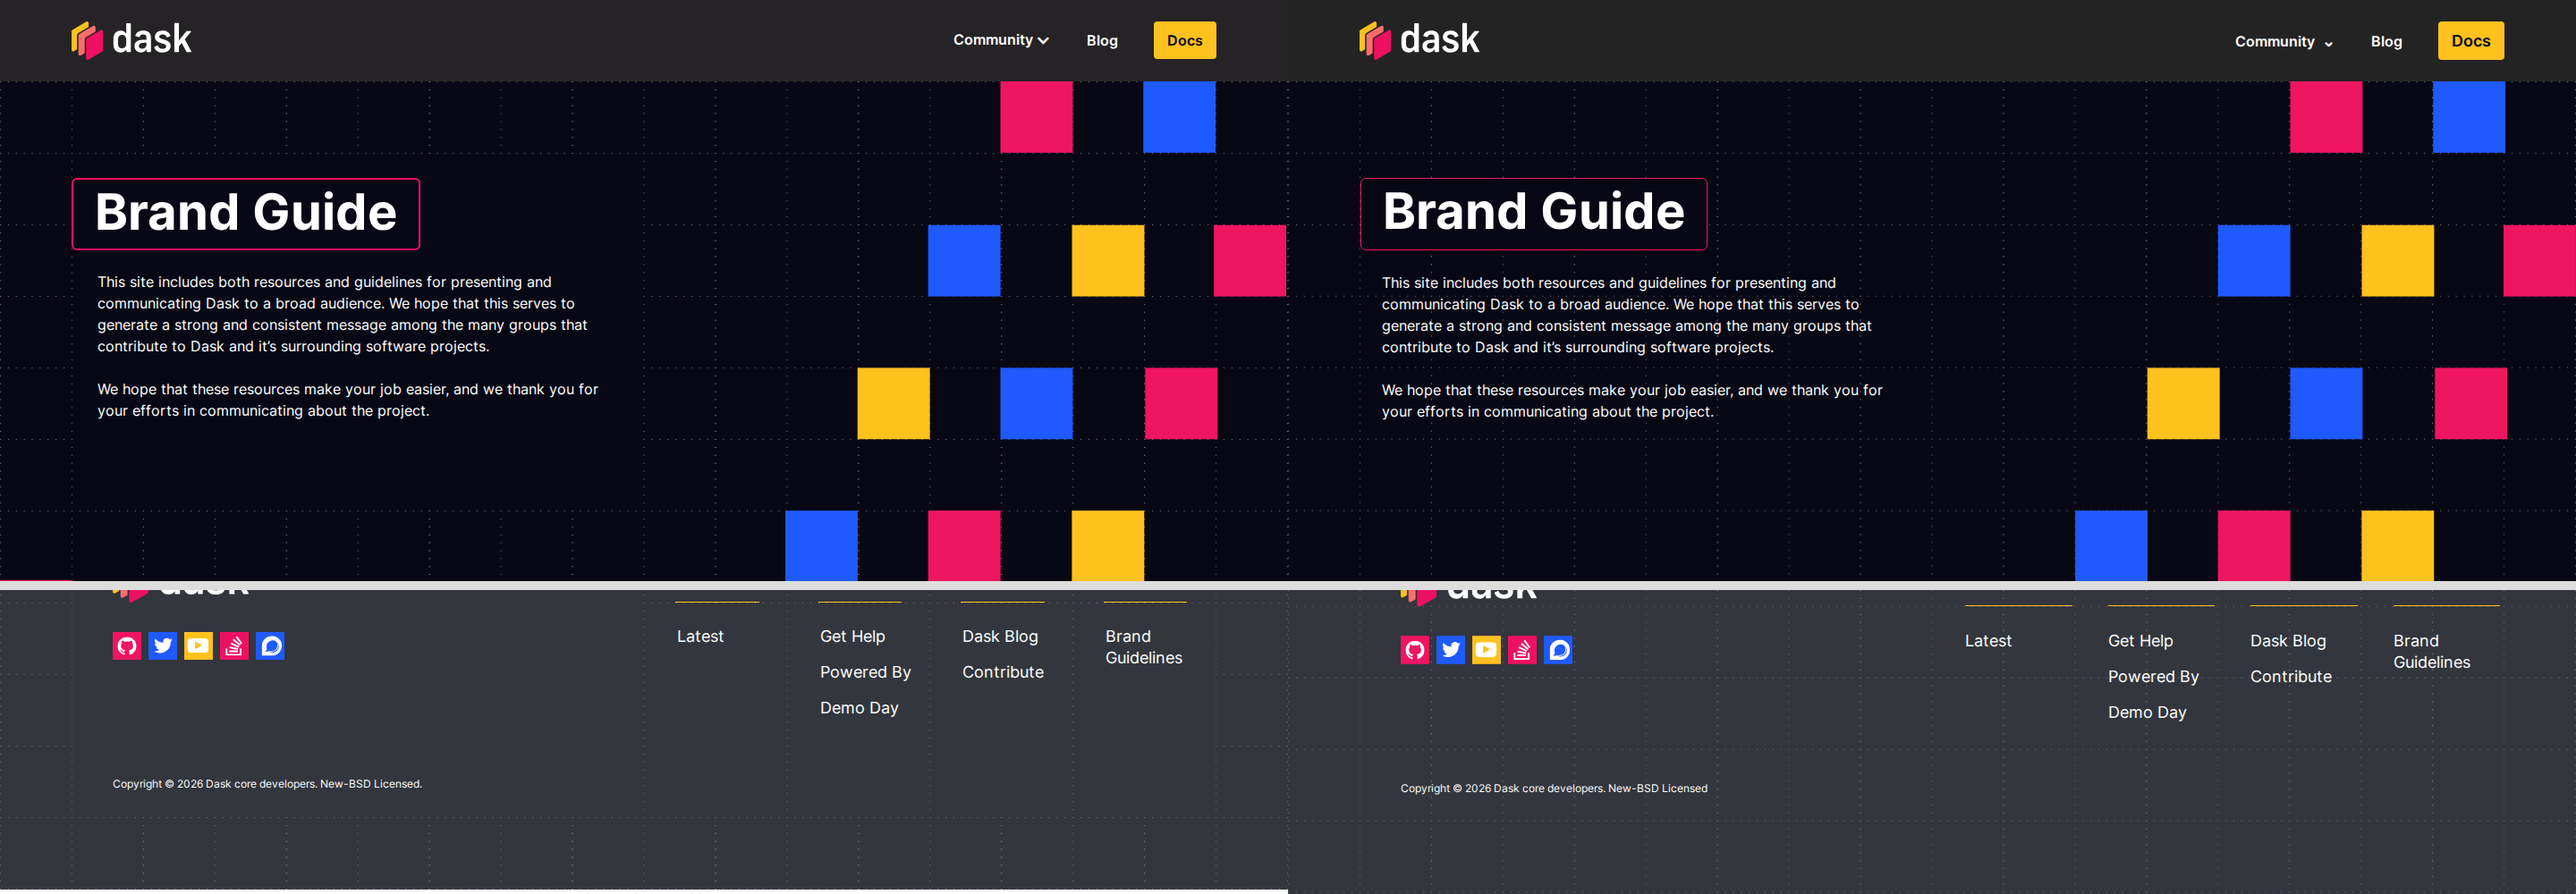 dask
Community
Blog
Docs
Brand Guide
This site includes both resources and guidelines for presenting and
communicating Dask to a broad audience. We hope that this serves to
generate a strong and consistent message among the many groups that
contribute to Dask and it’s surrounding software projects.
We hope that these resources make your job easier, and we thank you for
your efforts in communicating about the project.
dask
Community
Blog
Docs
Brand Guide
This site includes both resources and guidelines for presenting and
communicating Dask to a broad audience. We hope that this serves to
generate a strong and consistent message among the many groups that
contribute to Dask and it’s surrounding software projects.
We hope that these resources make your job easier, and we thank you for
your efforts in communicating about the project.
dask
Latest
Get Help
Powered By
Demo Day
Dask Blog
Contribute
Brand
Guidelines
Copyright © 2026 Dask core developers. New-BSD Licensed.
dask
Latest
Get Help
Powered By
Demo Day
Dask Blog
Contribute
Brand
Guidelines
Copyright © 2026 Dask core developers. New-BSD Licensed